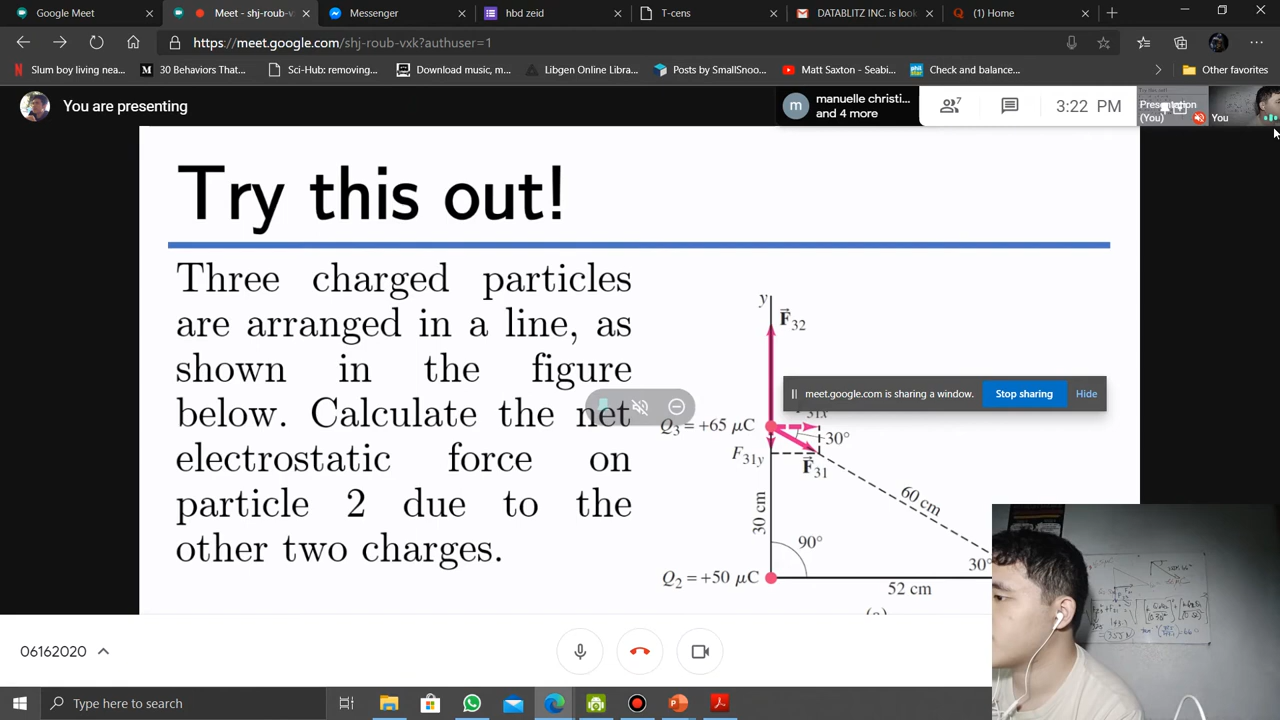 Google Meet
Meet - shj-roub-v
Messenger
hbd zeid
T-cens
DATABLITZ INC. is look
(1) Home
https://meet.google.com/shj-roub-vxk?authuser=1
Slum boy living nea...
30 Behaviors That...
Sci-Hub: removing...
Download music, m...
Libgen Online Libra...
Posts by SmallSnoo...
Matt Saxton - Seabi...
Check and balance...
Other favorites
You are presenting
m
manuelle christi...
and 4 more
7
3:22 PM
Presentation
(You)
You
Try this out!
Three charged particles
are arranged in a line, as
shown in the figure
below. Calculate the net
electrostatic force on
particle 2 due to the
other two charges.
y
F⃗32
meet.google.com is sharing a window.
Stop sharing
Hide
Q3 = +65 μC
30°
F31y
F⃗31
30 cm
60 cm
90°
30°
Q2 = +50 μC
52 cm
06162020
Type here to search